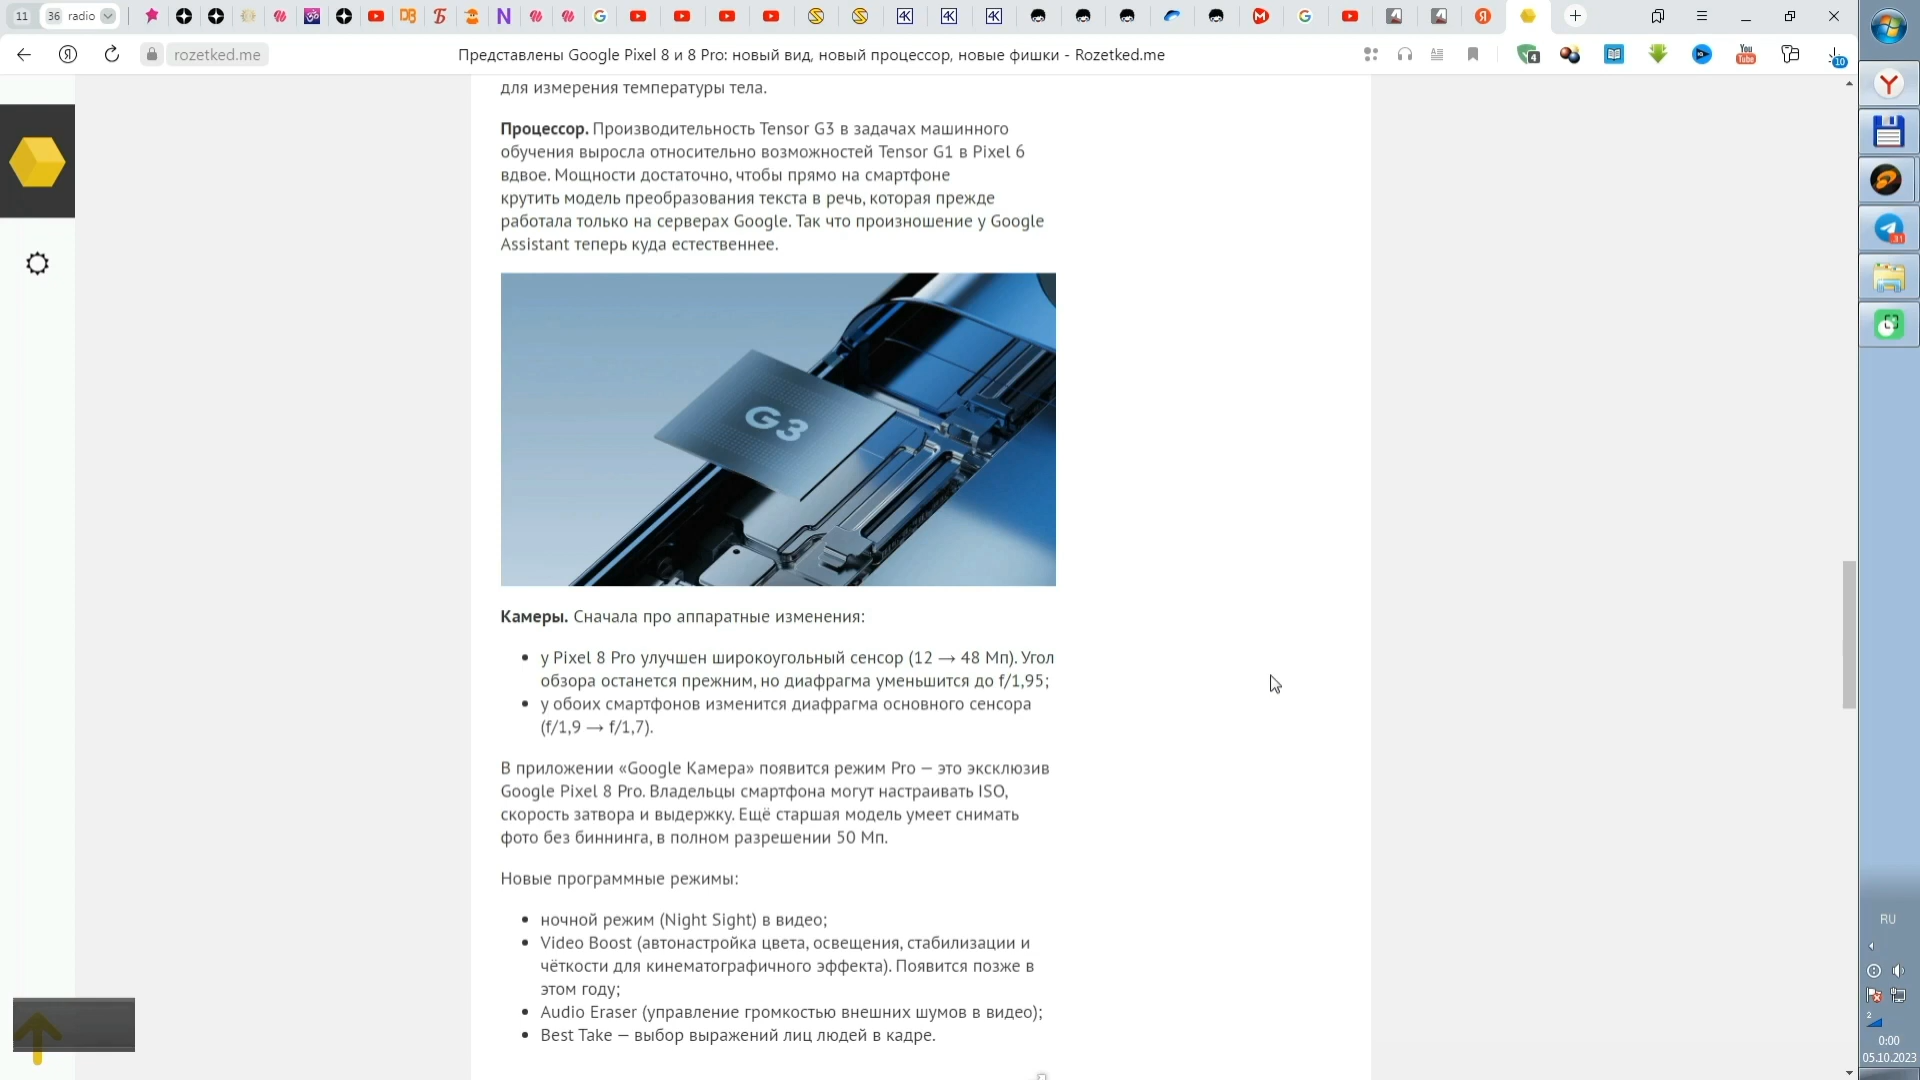 11
36 radio
rozetked.me
Представлены Google Pixel 8 и 8 Pro: новый вид, новый процессор, новые фишки - Rozetked.me
4
You Tube
10
для измерения температуры тела.
Процессор. Производительность Tensor G3 в задачах машинного
обучения выросла относительно возможностей Tensor G1 в Pixel 6
вдвое. Мощности достаточно, чтобы прямо на смартфоне
крутить модель преобразования текста в речь, которая прежде
работала только на серверах Google. Так что произношение у Google
Assistant теперь куда естественнее.
G3
Камеры. Сначала про аппаратные изменения:
• у Pixel 8 Pro улучшен широкоугольный сенсор (12 → 48 Мп). Угол
обзора останется прежним, но диафрагма уменьшится до f/1,95;
• у обоих смартфонов изменится диафрагма основного сенсора
(f/1,9 → f/1,7).
В приложении «Google Камера» появится режим Pro — это эксклюзив
Google Pixel 8 Pro. Владельцы смартфона могут настраивать ISO,
скорость затвора и выдержку. Ещё старшая модель умеет снимать
фото без биннинга, в полном разрешении 50 Мп.
Новые программные режимы:
• ночной режим (Night Sight) в видео;
• Video Boost (автонастройка цвета, освещения, стабилизации и
чёткости для кинематографичного эффекта). Появится позже в
этом году;
• Audio Eraser (управление громкостью внешних шумов в видео);
• Best Take — выбор выражений лиц людей в кадре.
31
RU
2
0:00
05.10.2023